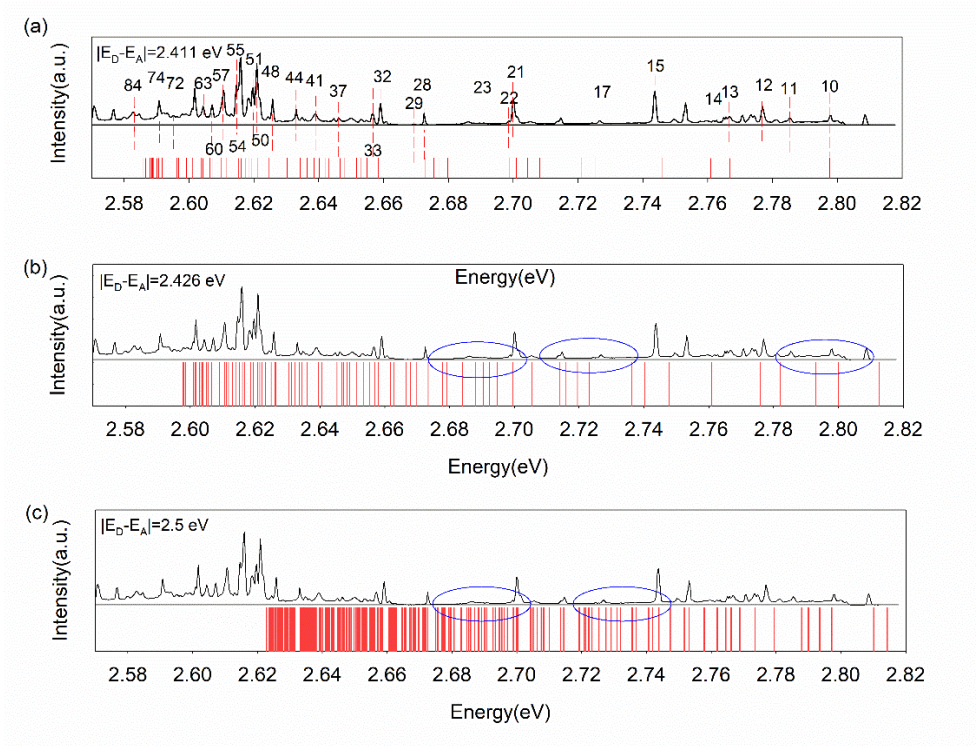 (a)
|E_D-E_A|=2.411 eV
55
51
84
74
72
63
57
48
44
41
37
32
28
23
21
15
60
54
50
33
29
22
17
14
13
12
11
10
Intensity(a.u.)
2.58 2.60 2.62 2.64 2.66 2.68 2.70 2.72 2.74 2.76 2.78 2.80 2.82
Energy(eV)
(b)
|E_D-E_A|=2.426 eV
Intensity(a.u.)
2.58 2.60 2.62 2.64 2.66 2.68 2.70 2.72 2.74 2.76 2.78 2.80 2.82
Energy(eV)
(c)
|E_D-E_A|=2.5 eV
Intensity(a.u.)
2.58 2.60 2.62 2.64 2.66 2.68 2.70 2.72 2.74 2.76 2.78 2.80 2.82
Energy(eV)